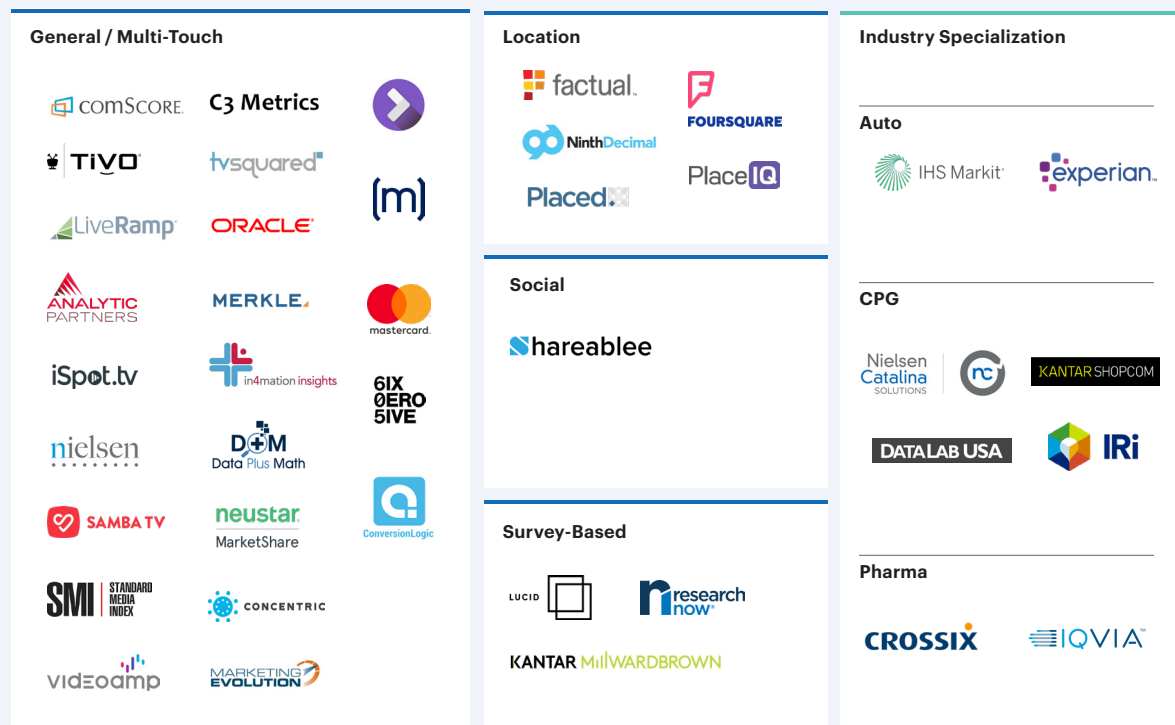 General / Multi-Touch
comScore.
C3 Metrics
TiVo
tvsquared
[m]
LiveRamp
ORACLE
ANALYTIC
PARTNERS
MERKLE
mastercard.
iSpot.tv
in4mation insights
6IX
0ERO
5IVE
nielsen
D+M
Data Plus Math
SAMBA TV
neustar
MarketShare
ConversionLogic
SMI
STANDARD
MEDIA
INDEX
CONCENTRIC
videoamp
MARKETING
EVOLUTION
Location
factual.
FOURSQUARE
NinthDecimal
PlaceIQ
Placed.
Social
Shareablee
Survey-Based
LUCID
research
now
KANTAR MillWARDBROWN
Industry Specialization
Auto
IHS Markit
experian™
CPG
Nielsen
Catalina
SOLUTIONS
nc
KANTAR SHOPCOM
DATALAB USA
IRi
Pharma
CROSSIX
IQVIA™